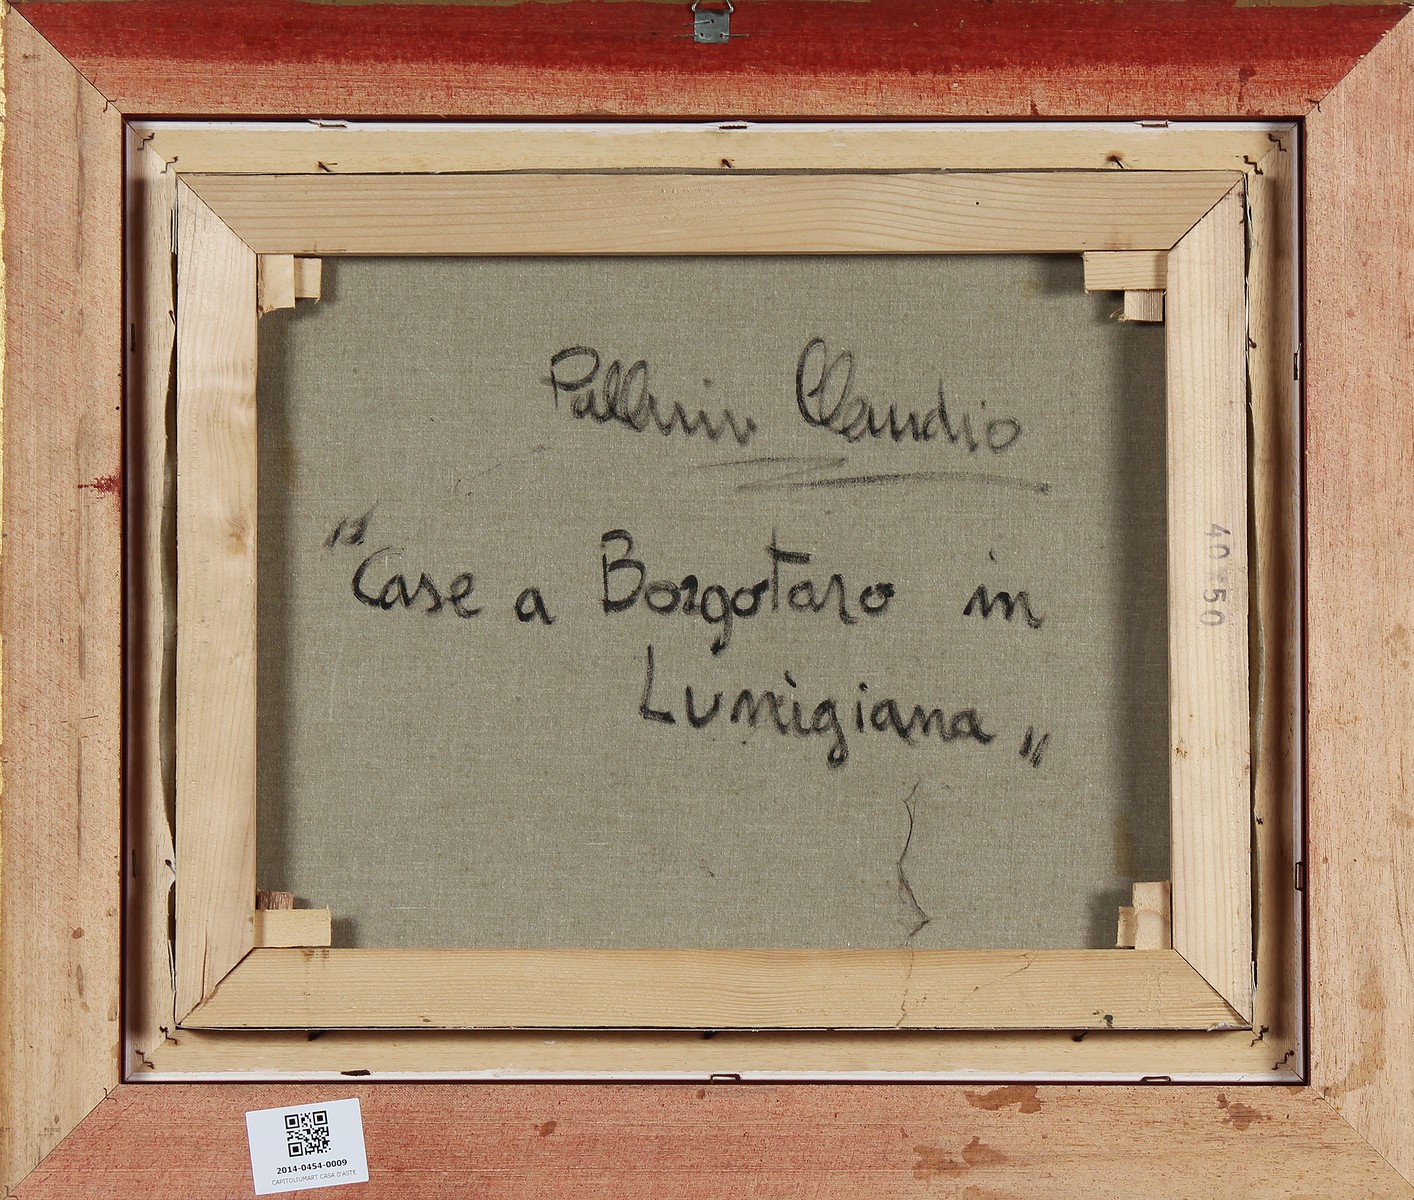 Pallini Claudio
"Case a Borgotaro in
Lunigiana"
40×50
2014-0454-0009
CAPITOLIUMART CASA D'ASTE